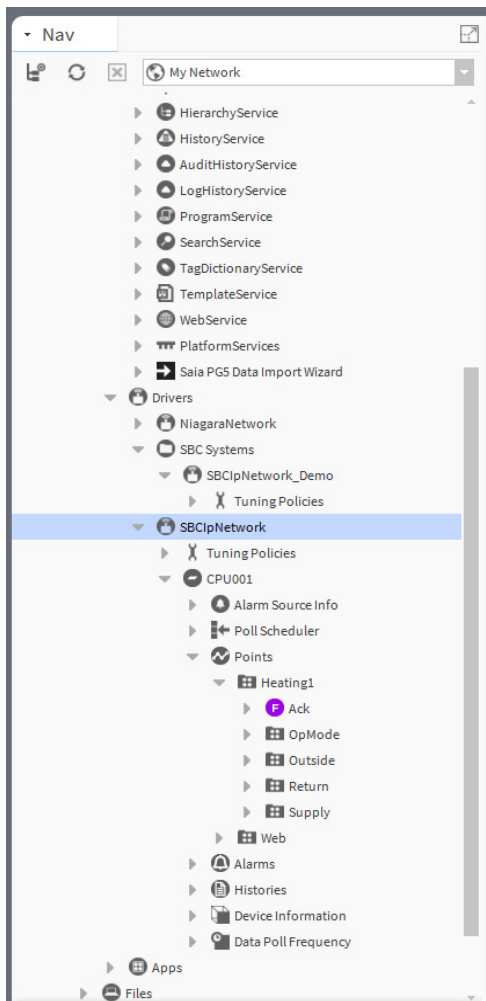 Nav
My Network
HierarchyService
HistoryService
AuditHistoryService
LogHistoryService
ProgramService
SearchService
TagDictionaryService
TemplateService
WebService
PlatformServices
Saia PG5 Data Import Wizard
Drivers
NiagaraNetwork
SBC Systems
SBCIpNetwork_Demo
Tuning Policies
SBCIpNetwork
Tuning Policies
CPU001
Alarm Source Info
Poll Scheduler
Points
Heating1
F Ack
OpMode
Outside
Return
Supply
Web
Alarms
Histories
Device Information
Data Poll Frequency
Apps
Files